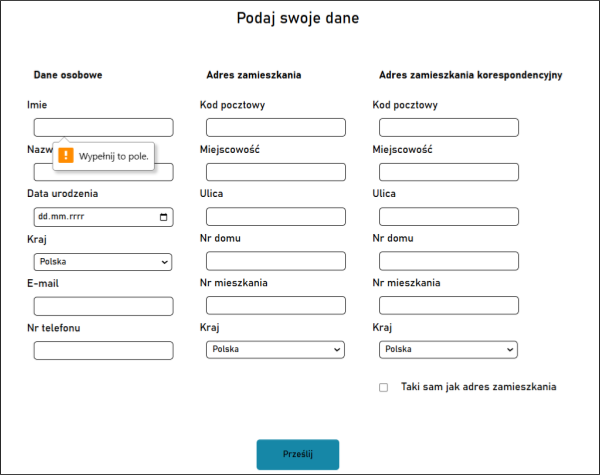 Podaj swoje dane
Dane osobowe
Imie
Wypełnij to pole.
Nazw
Data urodzenia
dd.mm.rrrr
Kraj
Polska
E-mail
Nr telefonu
Adres zamieszkania
Kod pocztowy
Miejscowość
Ulica
Nr domu
Nr mieszkania
Kraj
Polska
Adres zamieszkania korespondencyjny
Kod pocztowy
Miejscowość
Ulica
Nr domu
Nr mieszkania
Kraj
Polska
Taki sam jak adres zamieszkania
Prześlij